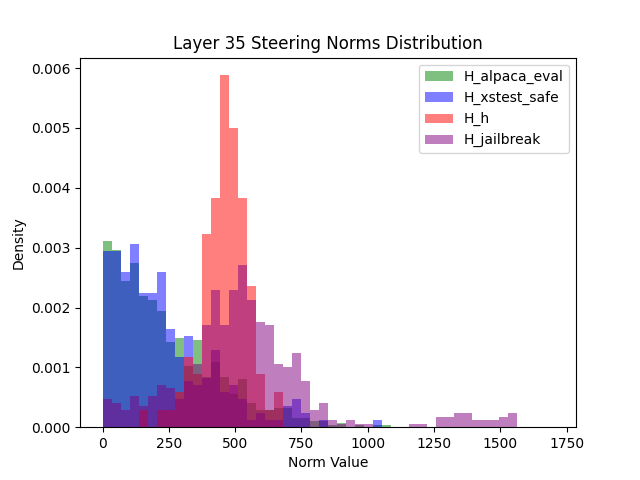 Layer 35 Steering Norms Distribution
H_alpaca_eval
H_xstest_safe
H_h
H_jailbreak
0.006
0.005
0.004
0.003
0.002
0.001
0.000
Density
0
250
500
750
1000
1250
1500
1750
Norm Value